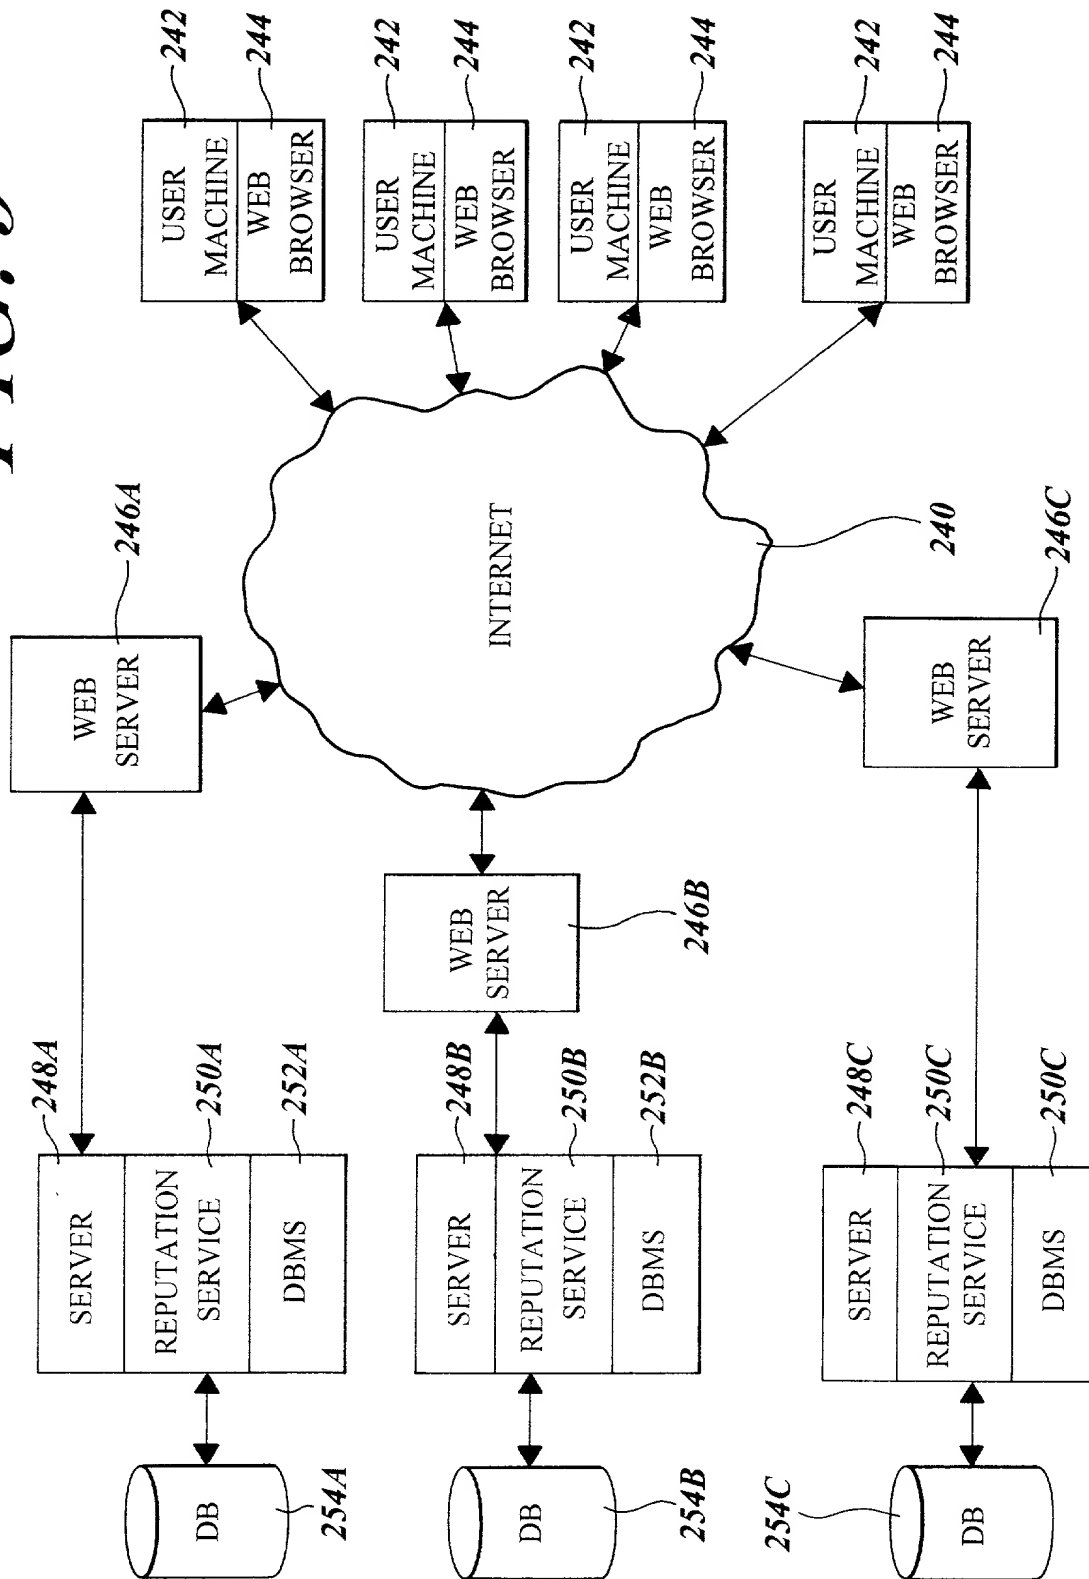 254C
DB
254B
DB
254A
DB
SERVER
248C
REPUTATION
SERVICE
250C
DBMS
250C
SERVER
248B
REPUTATION
SERVICE
250B
DBMS
252B
SERVER
248A
REPUTATION
SERVICE
250A
DBMS
252A
WEB
SERVER
246B
WEB
SERVER
246C
WEB
SERVER
246A
INTERNET
240
USER
MACHINE
242
WEB
BROWSER
244
USER
MACHINE
242
WEB
BROWSER
244
USER
MACHINE
242
WEB
BROWSER
244
USER
MACHINE
242
WEB
BROWSER
244